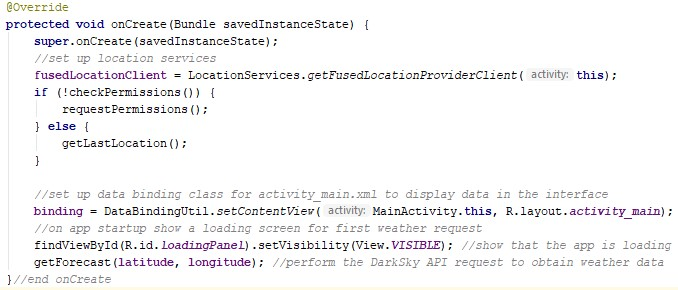 @Override
protected void onCreate(Bundle savedInstanceState) {
    super.onCreate(savedInstanceState);
    //set up location services
    fusedLocationClient = LocationServices.getFusedLocationProviderClient( activity: this);
    if (!checkPermissions()) {
        requestPermissions();
    } else {
        getLastLocation();
    }

    //set up data binding class for activity_main.xml to display data in the interface
    binding = DataBindingUtil.setContentView( activity: MainActivity.this, R.layout.activity_main);
    //on app startup show a loading screen for first weather request
    findViewById(R.id.loadingPanel).setVisibility(View.VISIBLE); //show that the app is loading
    getForecast(latitude, longitude); //perform the DarkSky API request to obtain weather data
}//end onCreate